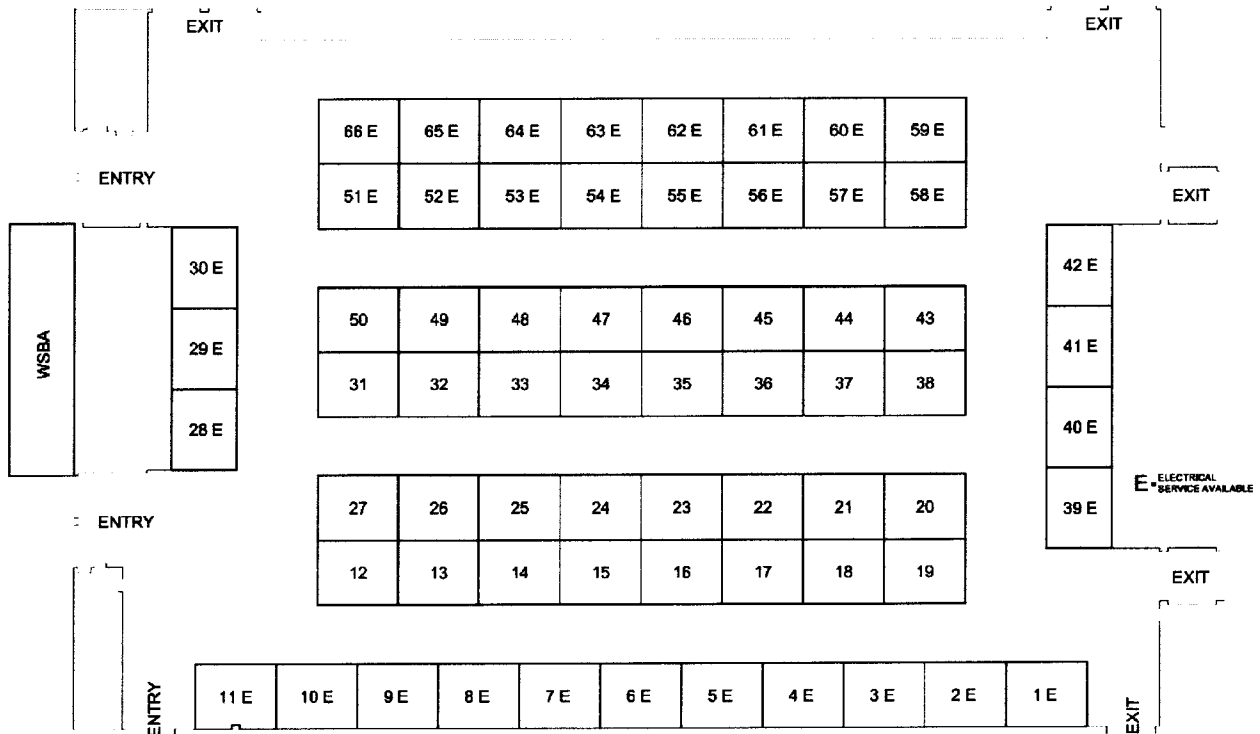 EXIT
EXIT
66 E 65 E 64 E 63 E 62 E 61 E 60 E 59 E
ENTRY
51 E 52 E 53 E 54 E 55 E 56 E 57 E 58 E
EXIT
WSBA
30 E
29 E
28 E
50 49 48 47 46 45 44 43
31 32 33 34 35 36 37 38
42 E
41 E
40 E
39 E
E - ELECTRICAL
SERVICE AVAILABLE
ENTRY
27 26 25 24 23 22 21 20
12 13 14 15 16 17 18 19
EXIT
ENTRY
11 E 10 E 9 E 8 E 7 E 6 E 5 E 4 E 3 E 2 E 1 E
EXIT